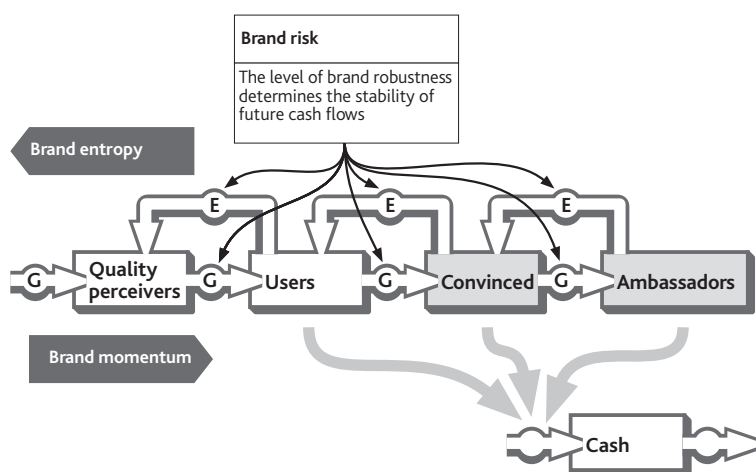 Brand risk
The level of brand robustness
determines the stability of
future cash flows
Brand entropy
E
E
E
G
Quality
perceivers
G
Users
G
Convinced
G
Ambassadors
Brand momentum
Cash